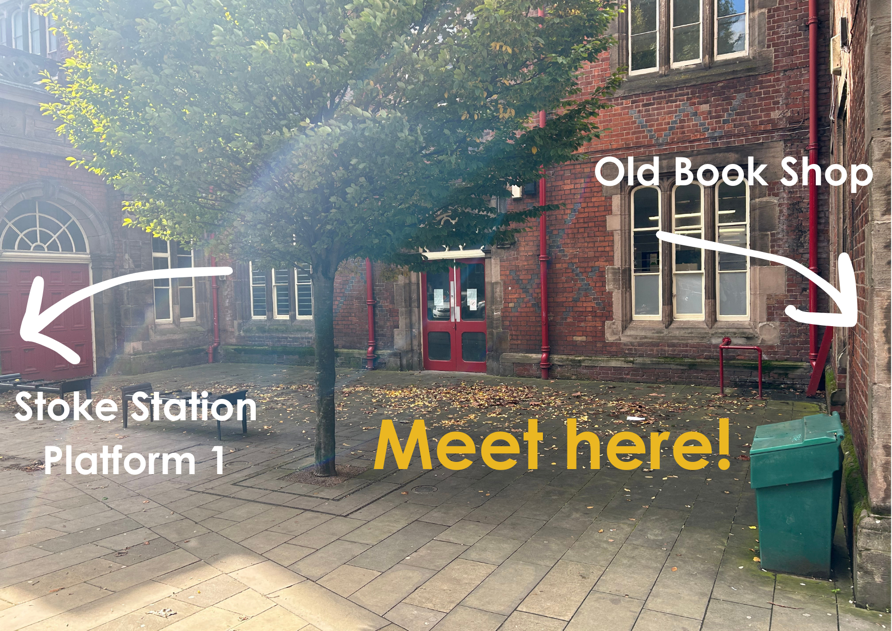 Old Book Shop
Stoke Station
Platform 1
Meet here!